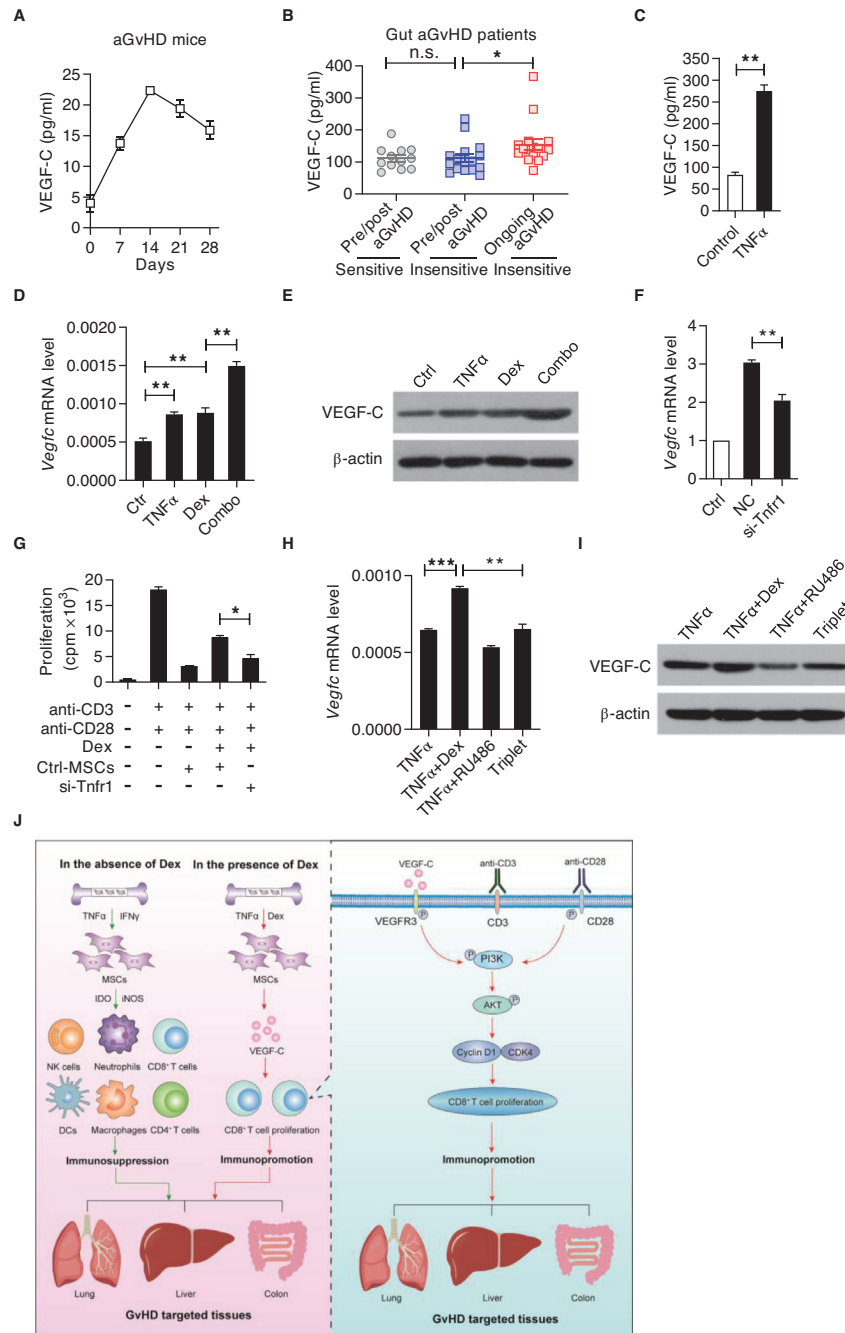 A
aGvHD mice
VEGF-C (pg/ml)
25
20
15
10
5
0
0 7 14 21 28
Days
B
Gut aGvHD patients
n.s. *
VEGF-C (pg/ml)
400
300
200
100
0
Pre/post aGvHD
Pre/post aGvHD
Ongoing aGvHD
Sensitive Insensitive Insensitive
C
**
VEGF-C (pg/ml)
350
300
250
200
150
100
50
0
Control
TNFα
D
Vegfc mRNA level
0.0020
0.0015
0.0010
0.0005
0.0000
**
**
**
Ctr
TNFα
Dex
Combo
E
Ctrl TNFα Dex Combo
VEGF-C
β-actin
F
Vegfc mRNA level
4
3
2
1
0
**
Ctrl
NC
si-Tnfr1
G
Proliferation
(cpm ×10³)
20
15
10
5
0
*
anti-CD3 - + + + +
anti-CD28 - + + + +
Dex - - - + +
Ctrl-MSCs - - + + -
si-Tnfr1 - - - - +
H
Vegfc mRNA level
0.0010
0.0005
0.0000
*** **
TNFα
TNFα+Dex
TNFα+RU486
Triplet
I
TNFα
TNFα+Dex
TNFα+RU486
Triplet
VEGF-C
β-actin
J
In the absence of Dex
TNFα IFNγ
MSCs
IDO iNOS
NK cells Neutrophils CD8⁺ T cells
DCs Macrophages CD4⁺ T cells
Immunosuppression
In the presence of Dex
TNFα Dex
MSCs
VEGF-C
CD8⁺ T cell proliferation
Immunopromotion
Lung Liver Colon
GvHD targeted tissues
VEGF-C anti-CD3 anti-CD28
VEGFR3 P CD3 P CD28
P PI3K
AKT P
Cyclin D1 CDK4
CD8⁺ T cell proliferation
Immunopromotion
Lung Liver Colon
GvHD targeted tissues